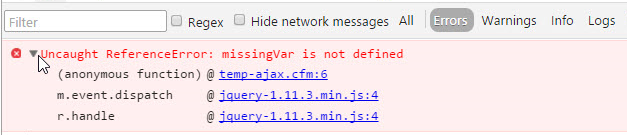 Filter Regex Hide network messages All Errors Warnings Info Logs
Uncaught ReferenceError: missingVar is not defined
(anonymous function) @ temp-ajax.cfm:6
m.event.dispatch @ jquery-1.11.3.min.js:4
r.handle @ jquery-1.11.3.min.js:4